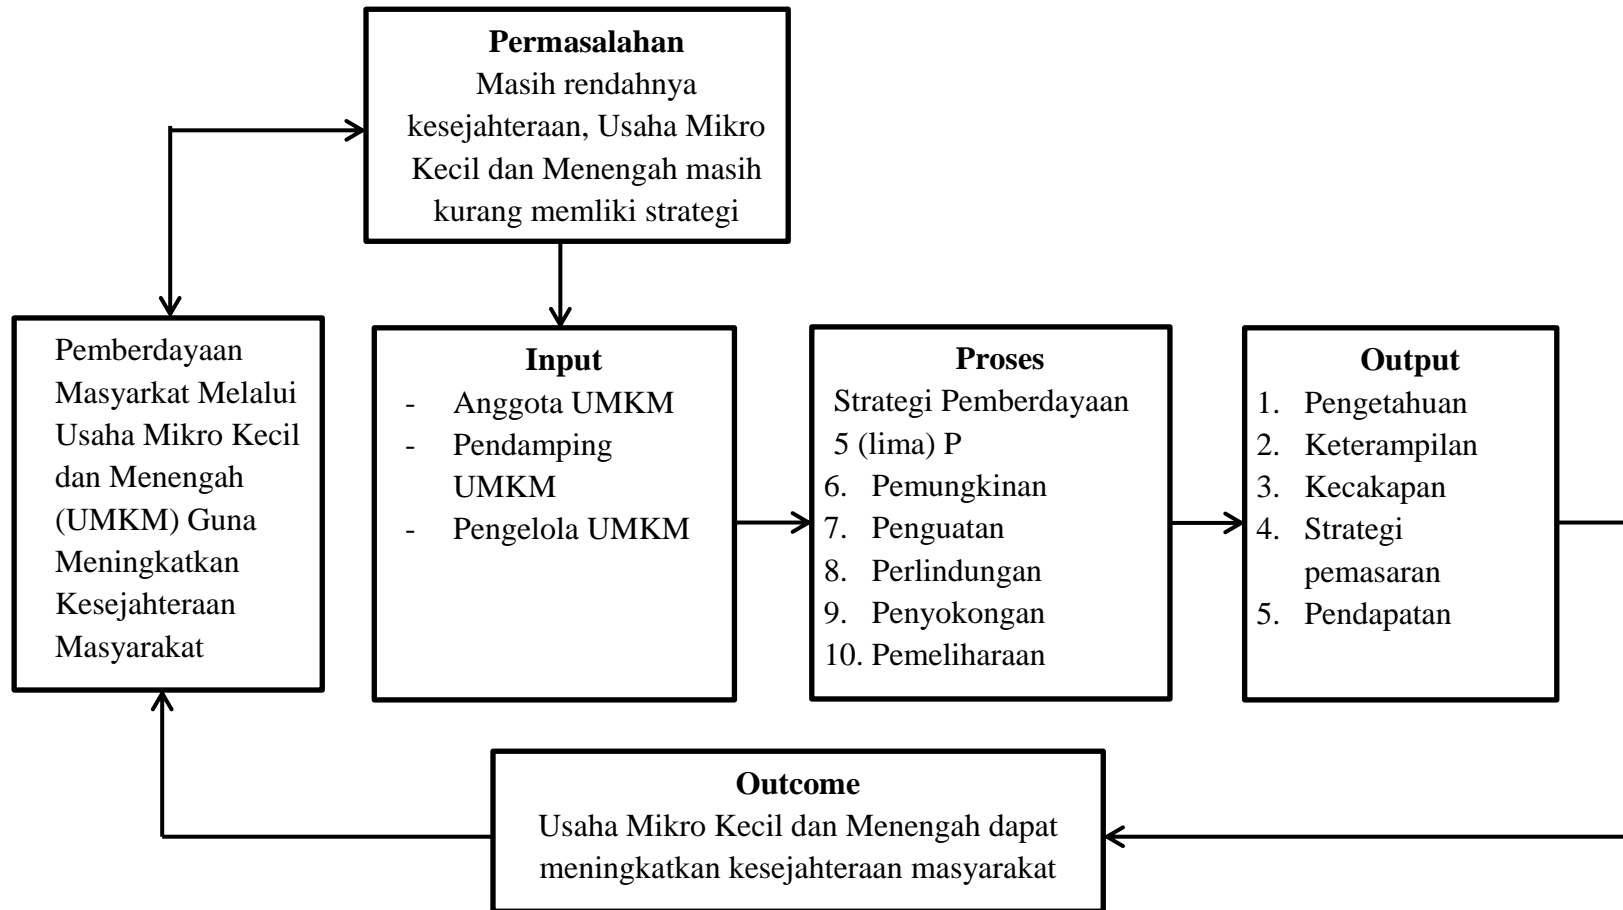 Permasalahan
Masih rendahnya
kesejahteraan, Usaha Mikro
Kecil dan Menengah masih
kurang memliki strategi
Pemberdayaan
Masyarkat Melalui
Usaha Mikro Kecil
dan Menengah
(UMKM) Guna
Meningkatkan
Kesejahteraan
Masyarakat
Input
- Anggota UMKM
- Pendamping
UMKM
- Pengelola UMKM
Proses
Strategi Pemberdayaan
5 (lima) P
6. Pemungkinan
7. Penguatan
8. Perlindungan
9. Penyokongan
10. Pemeliharaan
Output
1. Pengetahuan
2. Keterampilan
3. Kecakapan
4. Strategi
pemasaran
5. Pendapatan
Outcome
Usaha Mikro Kecil dan Menengah dapat
meningkatkan kesejahteraan masyarakat